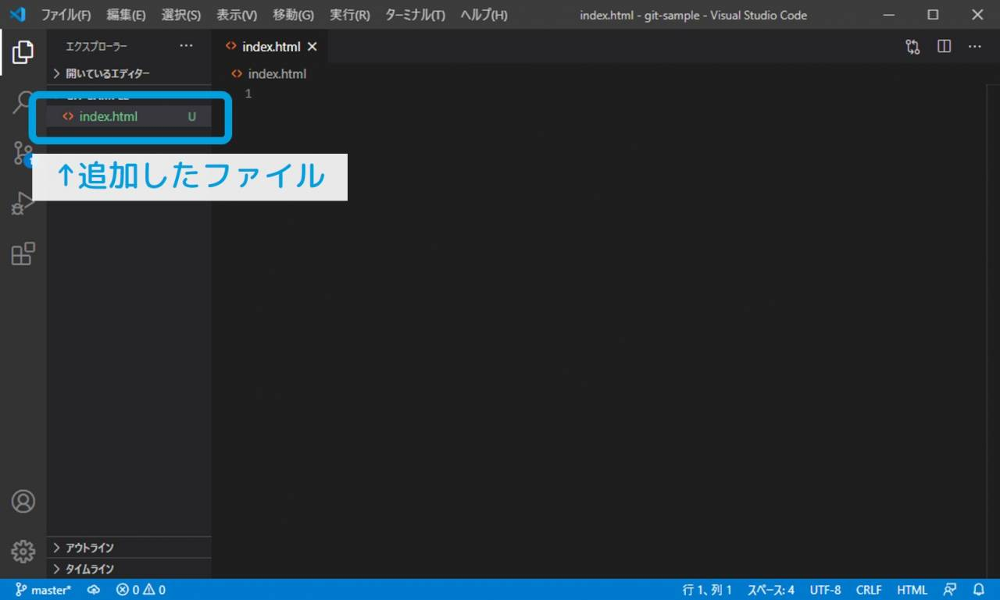 ファイル(F) 編集(E) 選択(S) 表示(V) 移動(G) 実行(R) ターミナル(T) ヘルプ(H) index.html - git-sample - Visual Studio Code
エクスプローラー ···
index.html
開いているエディター
index.html
1
index.html U
↑追加したファイル
アウトライン
タイムライン
master* 0 0 行 1、列 1 スペース: 4 UTF-8 CRLF HTML